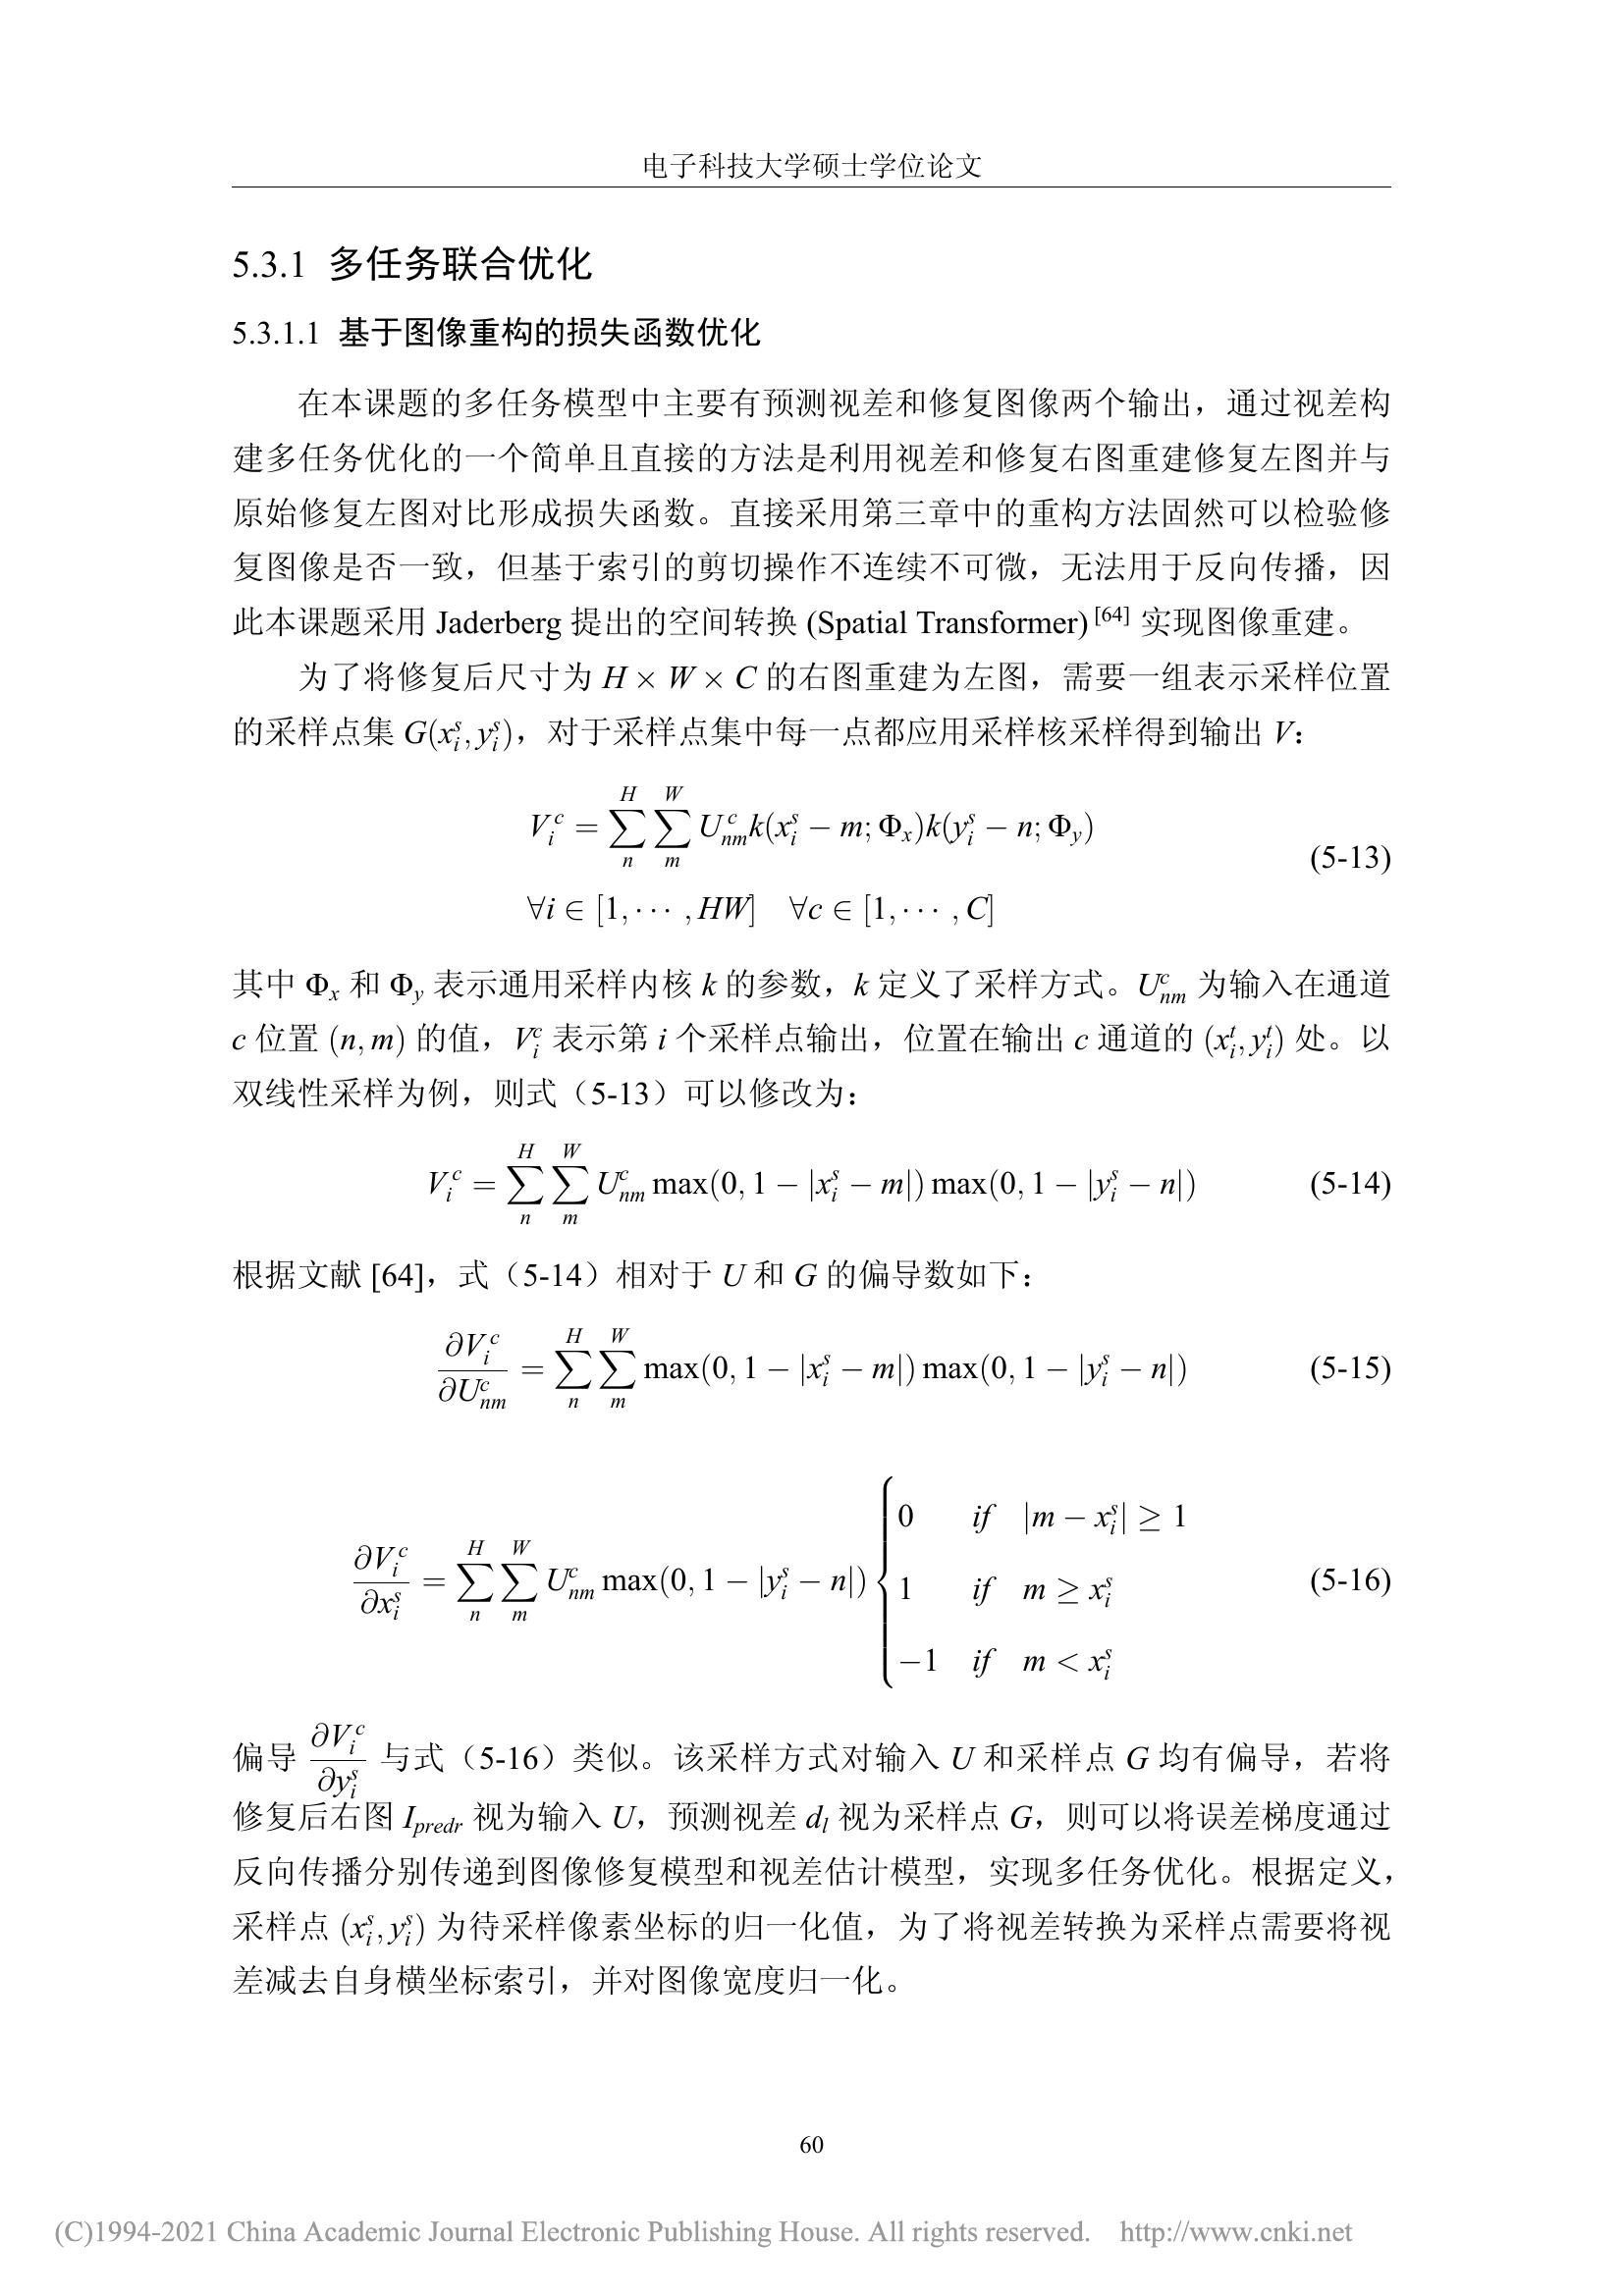 电子科技大学硕士学位论文
5.3.1 多任务联合优化
5.3.1.1 基于图像重构的损失函数优化
在本课题的多任务模型中主要有预测视差和修复图像两个输出，通过视差构
建多任务优化的一个简单且直接的方法是利用视差和修复右图重建修复左图并与
原始修复左图对比形成损失函数。直接采用第三章中的重构方法固然可以检验修
复图像是否一致，但基于索引的剪切操作不连续不可微，无法用于反向传播，因
此本课题采用 Jaderberg 提出的空间转换 (Spatial Transformer) [64] 实现图像重建。
为了将修复后尺寸为 H × W × C 的右图重建为左图，需要一组表示采样位置
的采样点集 $G(x_i^s, y_i^s)$，对于采样点集中每一点都应用采样核采样得到输出 V：
$V_i^c = \sum_n^H \sum_m^W U_{nm}^c k(x_i^s - m; \Phi_x) k(y_i^s - n; \Phi_y)$
$\forall i \in [1, \cdots, HW] \quad \forall c \in [1, \cdots, C]$ (5-13)
其中 $\Phi_x$ 和 $\Phi_y$ 表示通用采样内核 k 的参数，k 定义了采样方式。$U_{nm}^c$ 为输入在通道
c 位置 (n, m) 的值，$V_i^c$ 表示第 i 个采样点输出，位置在输出 c 通道的 $(x_i^t, y_i^t)$ 处。以
双线性采样为例，则式（5-13）可以修改为：
$V_i^c = \sum_n^H \sum_m^W U_{nm}^c \max(0, 1 - |x_i^s - m|) \max(0, 1 - |y_i^s - n|)$ (5-14)
根据文献 [64]，式（5-14）相对于 U 和 G 的偏导数如下：
$\frac{\partial V_i^c}{\partial U_{nm}^c} = \sum_n^H \sum_m^W \max(0, 1 - |x_i^s - m|) \max(0, 1 - |y_i^s - n|)$ (5-15)
$\frac{\partial V_i^c}{\partial x_i^s} = \sum_n^H \sum_m^W U_{nm}^c \max(0, 1 - |y_i^s - n|) \begin{cases} 0 & if \quad |m - x_i^s| \geq 1 \\ 1 & if \quad m \geq x_i^s \\ -1 & if \quad m < x_i^s \end{cases}$ (5-16)
偏导 $\frac{\partial V_i^c}{\partial y_i^s}$ 与式（5-16）类似。该采样方式对输入 U 和采样点 G 均有偏导，若将
修复后右图 $I_{predr}$ 视为输入 U，预测视差 $d_l$ 视为采样点 G，则可以将误差梯度通过
反向传播分别传递到图像修复模型和视差估计模型，实现多任务优化。根据定义，
采样点 $(x_i^s, y_i^s)$ 为待采样像素坐标的归一化值，为了将视差转换为采样点需要将视
差减去自身横坐标索引，并对图像宽度归一化。
60
(C)1994-2021 China Academic Journal Electronic Publishing House. All rights reserved. http://www.cnki.net